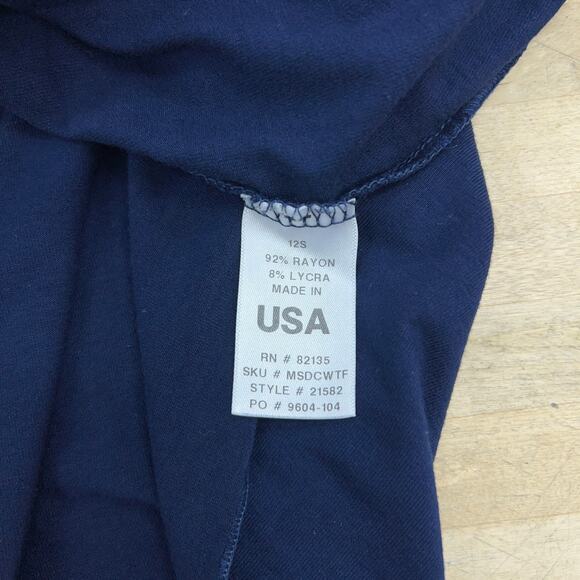 12S
92% RAYON
8% LYCRA
MADE IN
USA
RN # 82135
SKU # MSDCWTF
STYLE # 21582
PO # 9604-104